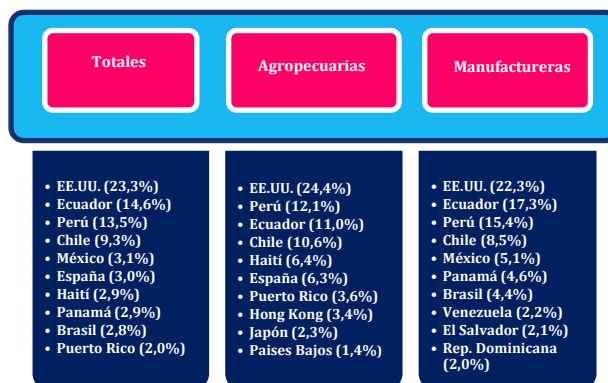 Totales
Agropecuarias
Manufactureras
• EE.UU. (23,3%)
• Ecuador (14,6%)
• Perú (13,5%)
• Chile (9,3%)
• México (3,1%)
• España (3,0%)
• Haití (2,9%)
• Panamá (2,9%)
• Brasil (2,8%)
• Puerto Rico (2,0%)
• EE.UU. (24,4%)
• Perú (12,1%)
• Ecuador (11,0%)
• Chile (10,6%)
• Haití (6,4%)
• España (6,3%)
• Puerto Rico (3,6%)
• Hong Kong (3,4%)
• Japón (2,3%)
• Paises Bajos (1,4%)
• EE.UU. (22,3%)
• Ecuador (17,3%)
• Perú (15,4%)
• Chile (8,5%)
• México (5,1%)
• Panamá (4,6%)
• Brasil (4,4%)
• Venezuela (2,2%)
• El Salvador (2,1%)
• Rep. Dominicana
(2,0%)